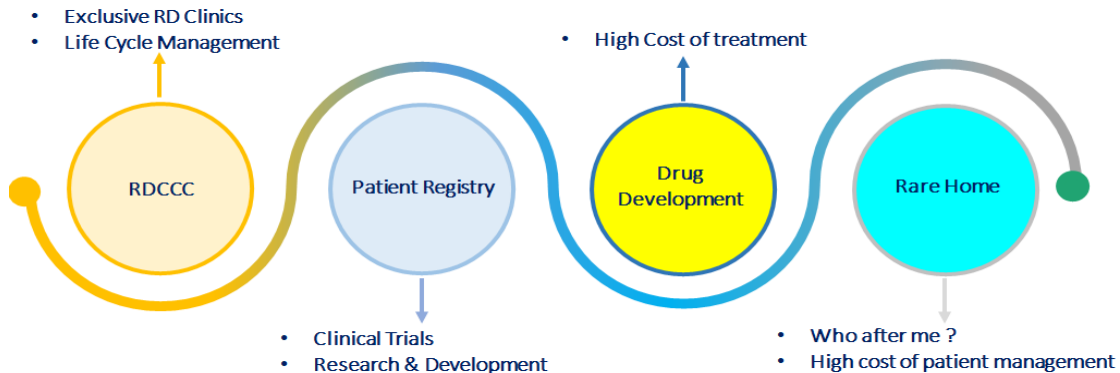 • Exclusive RD Clinics
• Life Cycle Management
• High Cost of treatment
RDCCC
Patient Registry
Drug
Development
Rare Home
• Clinical Trials
• Research & Development
• Who after me ?
• High cost of patient management